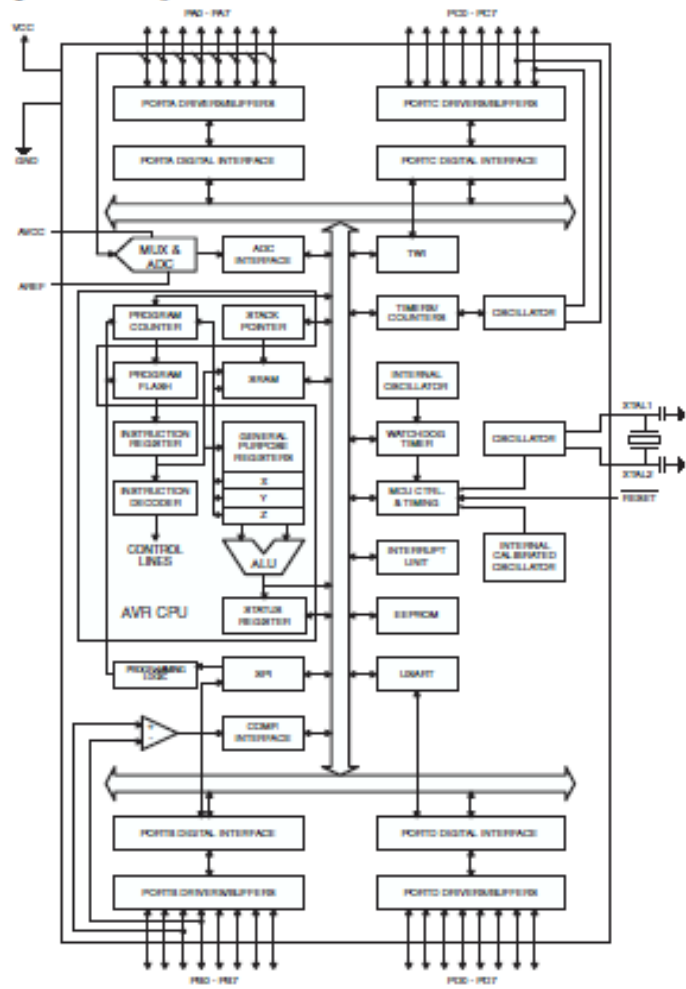 PA0 - PA7
PC0 - PC7
VCC
GND
PORTA DRIVERS/BUFFERS
PORTC DRIVERS/BUFFERS
PORTA DIGITAL INTERFACE
PORTC DIGITAL INTERFACE
AVCC
AREF
MUX &
ADC
ADC
INTERFACE
TWI
PROGRAM
COUNTER
STACK
POINTER
TIMERS/
COUNTERS
OSCILLATOR
PROGRAM
FLASH
SRAM
INTERNAL
OSCILLATOR
INSTRUCTION
REGISTER
GENERAL
PURPOSE
REGISTERS
X
Y
Z
WATCHDOG
TIMER
OSCILLATOR
XTAL1
XTAL2
INSTRUCTION
DECODER
MCU CTRL.
& TIMING
RESET
CONTROL
LINES
ALU
INTERRUPT
UNIT
INTERNAL
CALIBRATED
OSCILLATOR
AVR CPU
STATUS
REGISTER
EEPROM
PROGRAMMING
LOGIC
SPI
USART
+
-
COMP.
INTERFACE
PORTB DIGITAL INTERFACE
PORTD DIGITAL INTERFACE
PORTB DRIVERS/BUFFERS
PORTD DRIVERS/BUFFERS
PB0 - PB7
PD0 - PD7